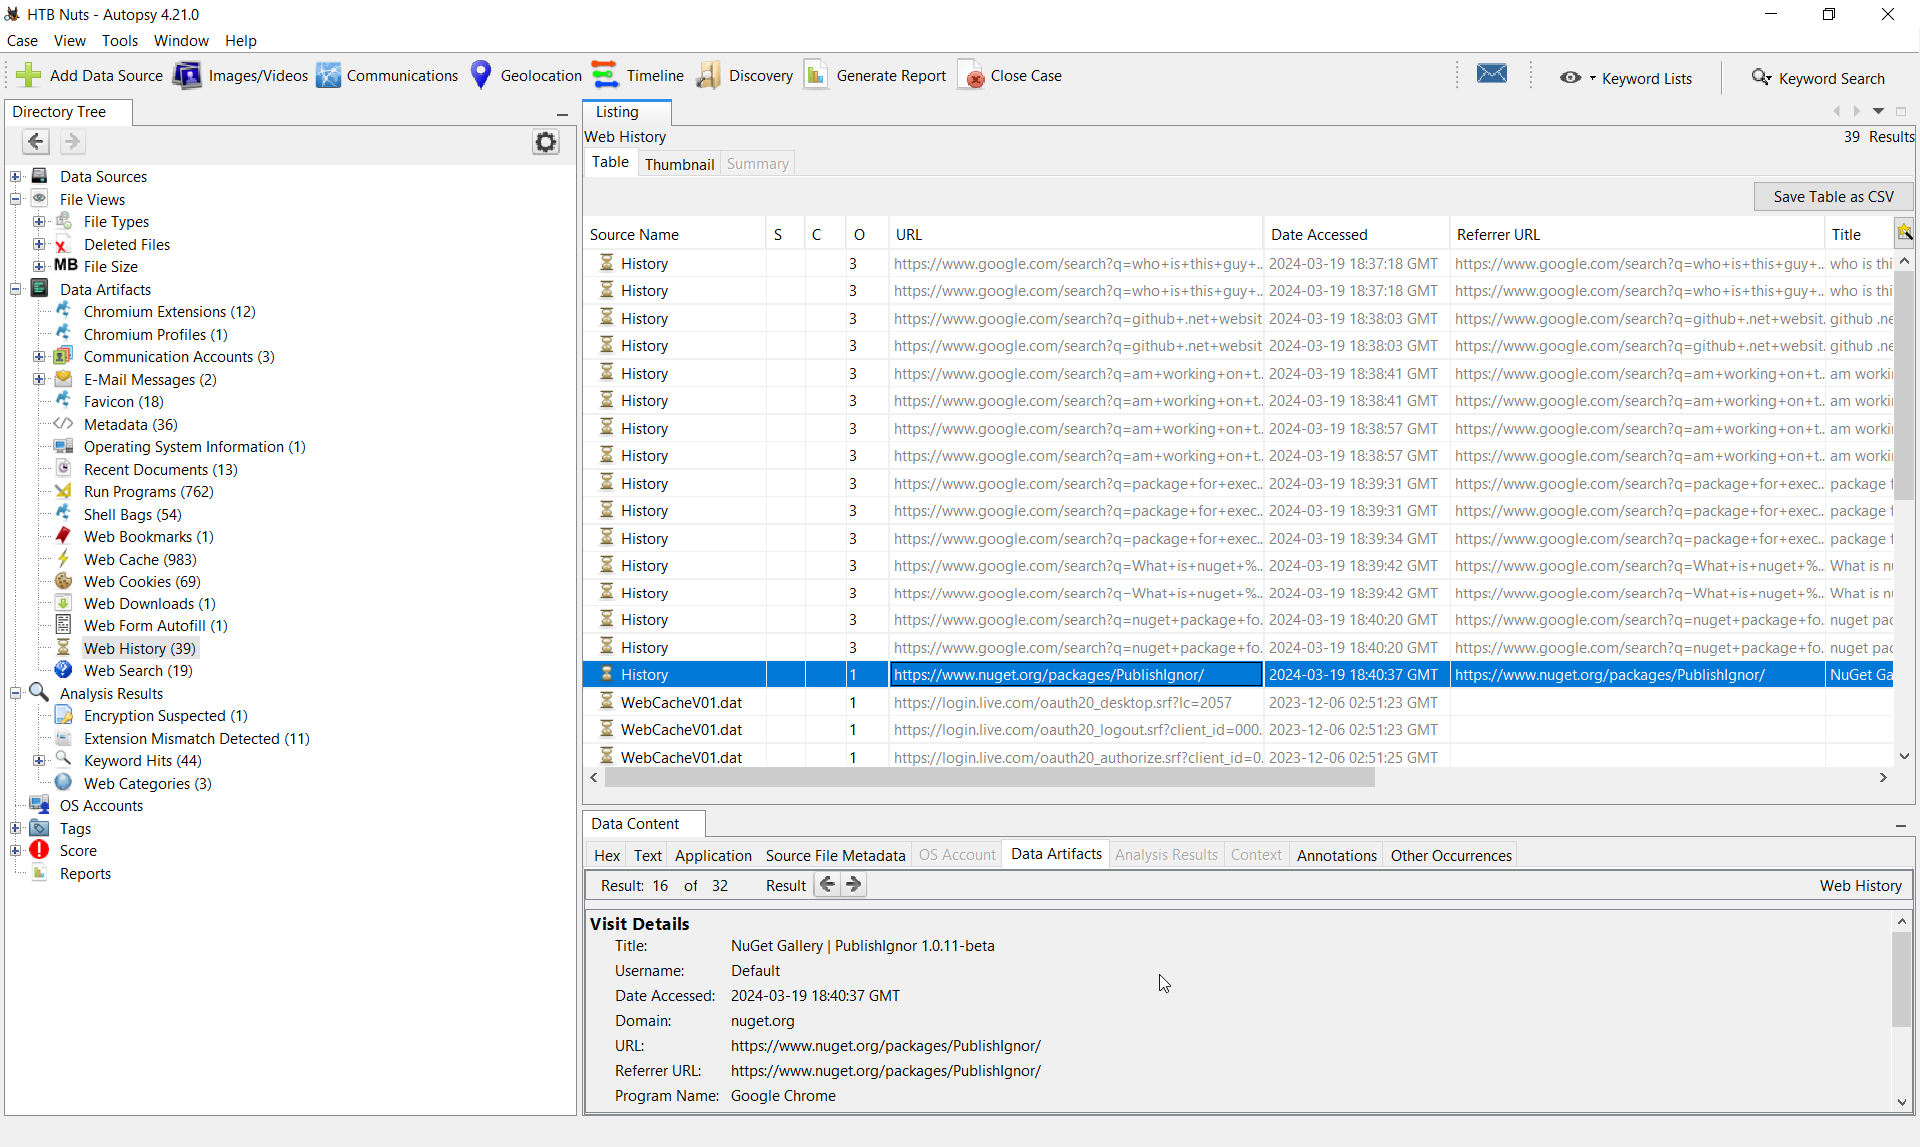 HTB Nuts - Autopsy 4.21.0
Case View Tools Window Help
Add Data Source Images/Videos Communications Geolocation Timeline Discovery Generate Report Close Case Keyword Lists Keyword Search
Directory Tree
Data Sources
File Views
File Types
Deleted Files
MB File Size
Data Artifacts
Chromium Extensions (12)
Chromium Profiles (1)
Communication Accounts (3)
E-Mail Messages (2)
Favicon (18)
Metadata (36)
Operating System Information (1)
Recent Documents (13)
Run Programs (762)
Shell Bags (54)
Web Bookmarks (1)
Web Cache (983)
Web Cookies (69)
Web Downloads (1)
Web Form Autofill (1)
Web History (39)
Web Search (19)
Analysis Results
Encryption Suspected (1)
Extension Mismatch Detected (11)
Keyword Hits (44)
Web Categories (3)
OS Accounts
Tags
Score
Reports
Listing
Web History 39 Results
Table Thumbnail Summary
Save Table as CSV
Source Name S C O URL Date Accessed Referrer URL Title
History 3 https://www.google.com/search?q=who+is+this+guy+.. 2024-03-19 18:37:18 GMT https://www.google.com/search?q=who+is+this+guy+.. who is thi
History 3 https://www.google.com/search?q=who+is+this+guy+.. 2024-03-19 18:37:18 GMT https://www.google.com/search?q=who+is+this+guy+.. who is thi
History 3 https://www.google.com/search?q=github+.net+websit 2024-03-19 18:38:03 GMT https://www.google.com/search?q=github+.net+websit. github .ne
History 3 https://www.google.com/search?q=github+.net+websit 2024-03-19 18:38:03 GMT https://www.google.com/search?q=github+.net+websit. github .ne
History 3 https://www.google.com/search?q=am+working+on+t.. 2024-03-19 18:38:41 GMT https://www.google.com/search?q=am+working+on+t.. am worki
History 3 https://www.google.com/search?q=am+working+on+t.. 2024-03-19 18:38:41 GMT https://www.google.com/search?q=am+working+on+t.. am worki
History 3 https://www.google.com/search?q=am+working+on+t.. 2024-03-19 18:38:57 GMT https://www.google.com/search?q=am+working+on+t.. am worki
History 3 https://www.google.com/search?q=am+working+on+t.. 2024-03-19 18:38:57 GMT https://www.google.com/search?q=am+working+on+t.. am worki
History 3 https://www.google.com/search?q=package+for+exec.. 2024-03-19 18:39:31 GMT https://www.google.com/search?q=package+for+exec.. package f
History 3 https://www.google.com/search?q=package+for+exec.. 2024-03-19 18:39:31 GMT https://www.google.com/search?q=package+for+exec.. package f
History 3 https://www.google.com/search?q=package+for+exec.. 2024-03-19 18:39:34 GMT https://www.google.com/search?q=package+for+exec.. package f
History 3 https://www.google.com/search?q=What+is+nuget+%.. 2024-03-19 18:39:42 GMT https://www.google.com/search?q=What+is+nuget+%.. What is n
History 3 https://www.google.com/search?q=What+is+nuget+%.. 2024-03-19 18:39:42 GMT https://www.google.com/search?q=What+is+nuget+%.. What is n
History 3 https://www.google.com/search?q=nuget+package+fo. 2024-03-19 18:40:20 GMT https://www.google.com/search?q=nuget+package+fo. nuget pac
History 3 https://www.google.com/search?q=nuget+package+fo. 2024-03-19 18:40:20 GMT https://www.google.com/search?q=nuget+package+fo. nuget pac
History 1 https://www.nuget.org/packages/PublishIgnor/ 2024-03-19 18:40:37 GMT https://www.nuget.org/packages/PublishIgnor/ NuGet Ga
WebCacheV01.dat 1 https://login.live.com/oauth20_desktop.srf?lc=2057 2023-12-06 02:51:23 GMT
WebCacheV01.dat 1 https://login.live.com/oauth20_logout.srf?client_id=000. 2023-12-06 02:51:23 GMT
WebCacheV01.dat 1 https://login.live.com/oauth20_authorize.srf?client_id=0. 2023-12-06 02:51:25 GMT
Data Content
Hex Text Application Source File Metadata OS Account Data Artifacts Analysis Results Context Annotations Other Occurrences
Result: 16 of 32 Result Web History
Visit Details
Title: NuGet Gallery | PublishIgnor 1.0.11-beta
Username: Default
Date Accessed: 2024-03-19 18:40:37 GMT
Domain: nuget.org
URL: https://www.nuget.org/packages/PublishIgnor/
Referrer URL: https://www.nuget.org/packages/PublishIgnor/
Program Name: Google Chrome